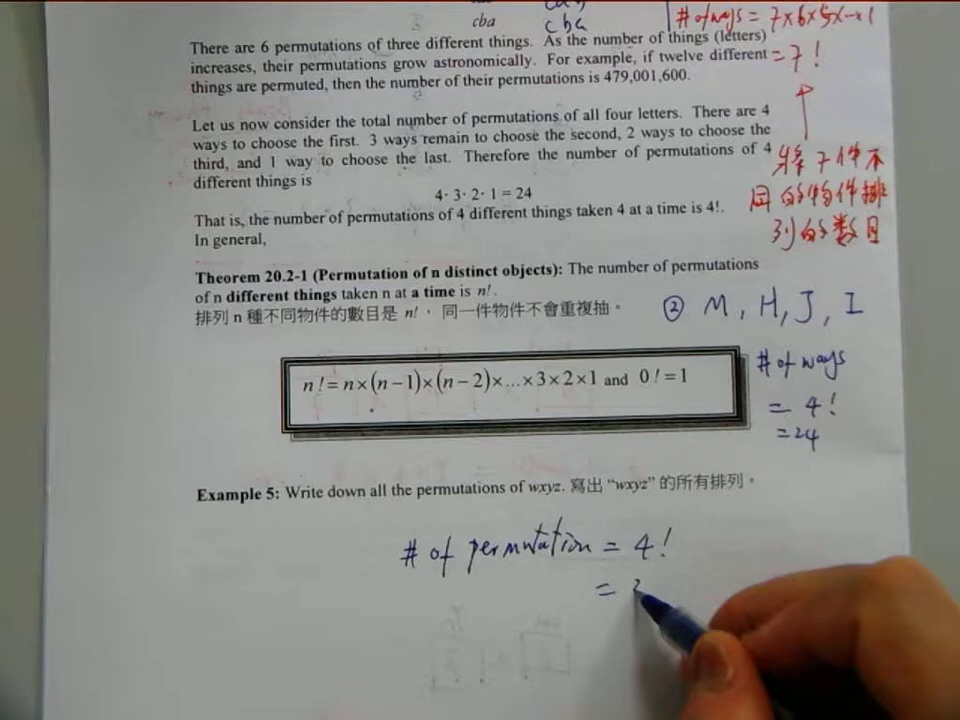 cba
cba
# of ways = 7×6×5×...×1
= 7!
There are 6 permutations of three different things. As the number of things (letters)
increases, their permutations grow astronomically. For example, if twelve different
things are permuted, then the number of their permutations is 479,001,600.
Let us now consider the total number of permutations of all four letters. There are 4
ways to choose the first. 3 ways remain to choose the second, 2 ways to choose the
third, and 1 way to choose the last. Therefore the number of permutations of 4
different things is
4· 3· 2· 1 = 24
將7件不
同的物件排
列的数目
That is, the number of permutations of 4 different things taken 4 at a time is 4!.
In general,
Theorem 20.2-1 (Permutation of n distinct objects): The number of permutations
of n different things taken n at a time is n!.
排列 n 種不同物件的數目是 n!， 同一件物件不會重複抽。
② M, H, J, I
# of ways
= 4!
= 24
n! = n×(n−1)×(n−2)×...×3×2×1 and 0! = 1
Example 5: Write down all the permutations of wxyz. 寫出 “wxyz” 的所有排列。
# of permutation = 4!
=